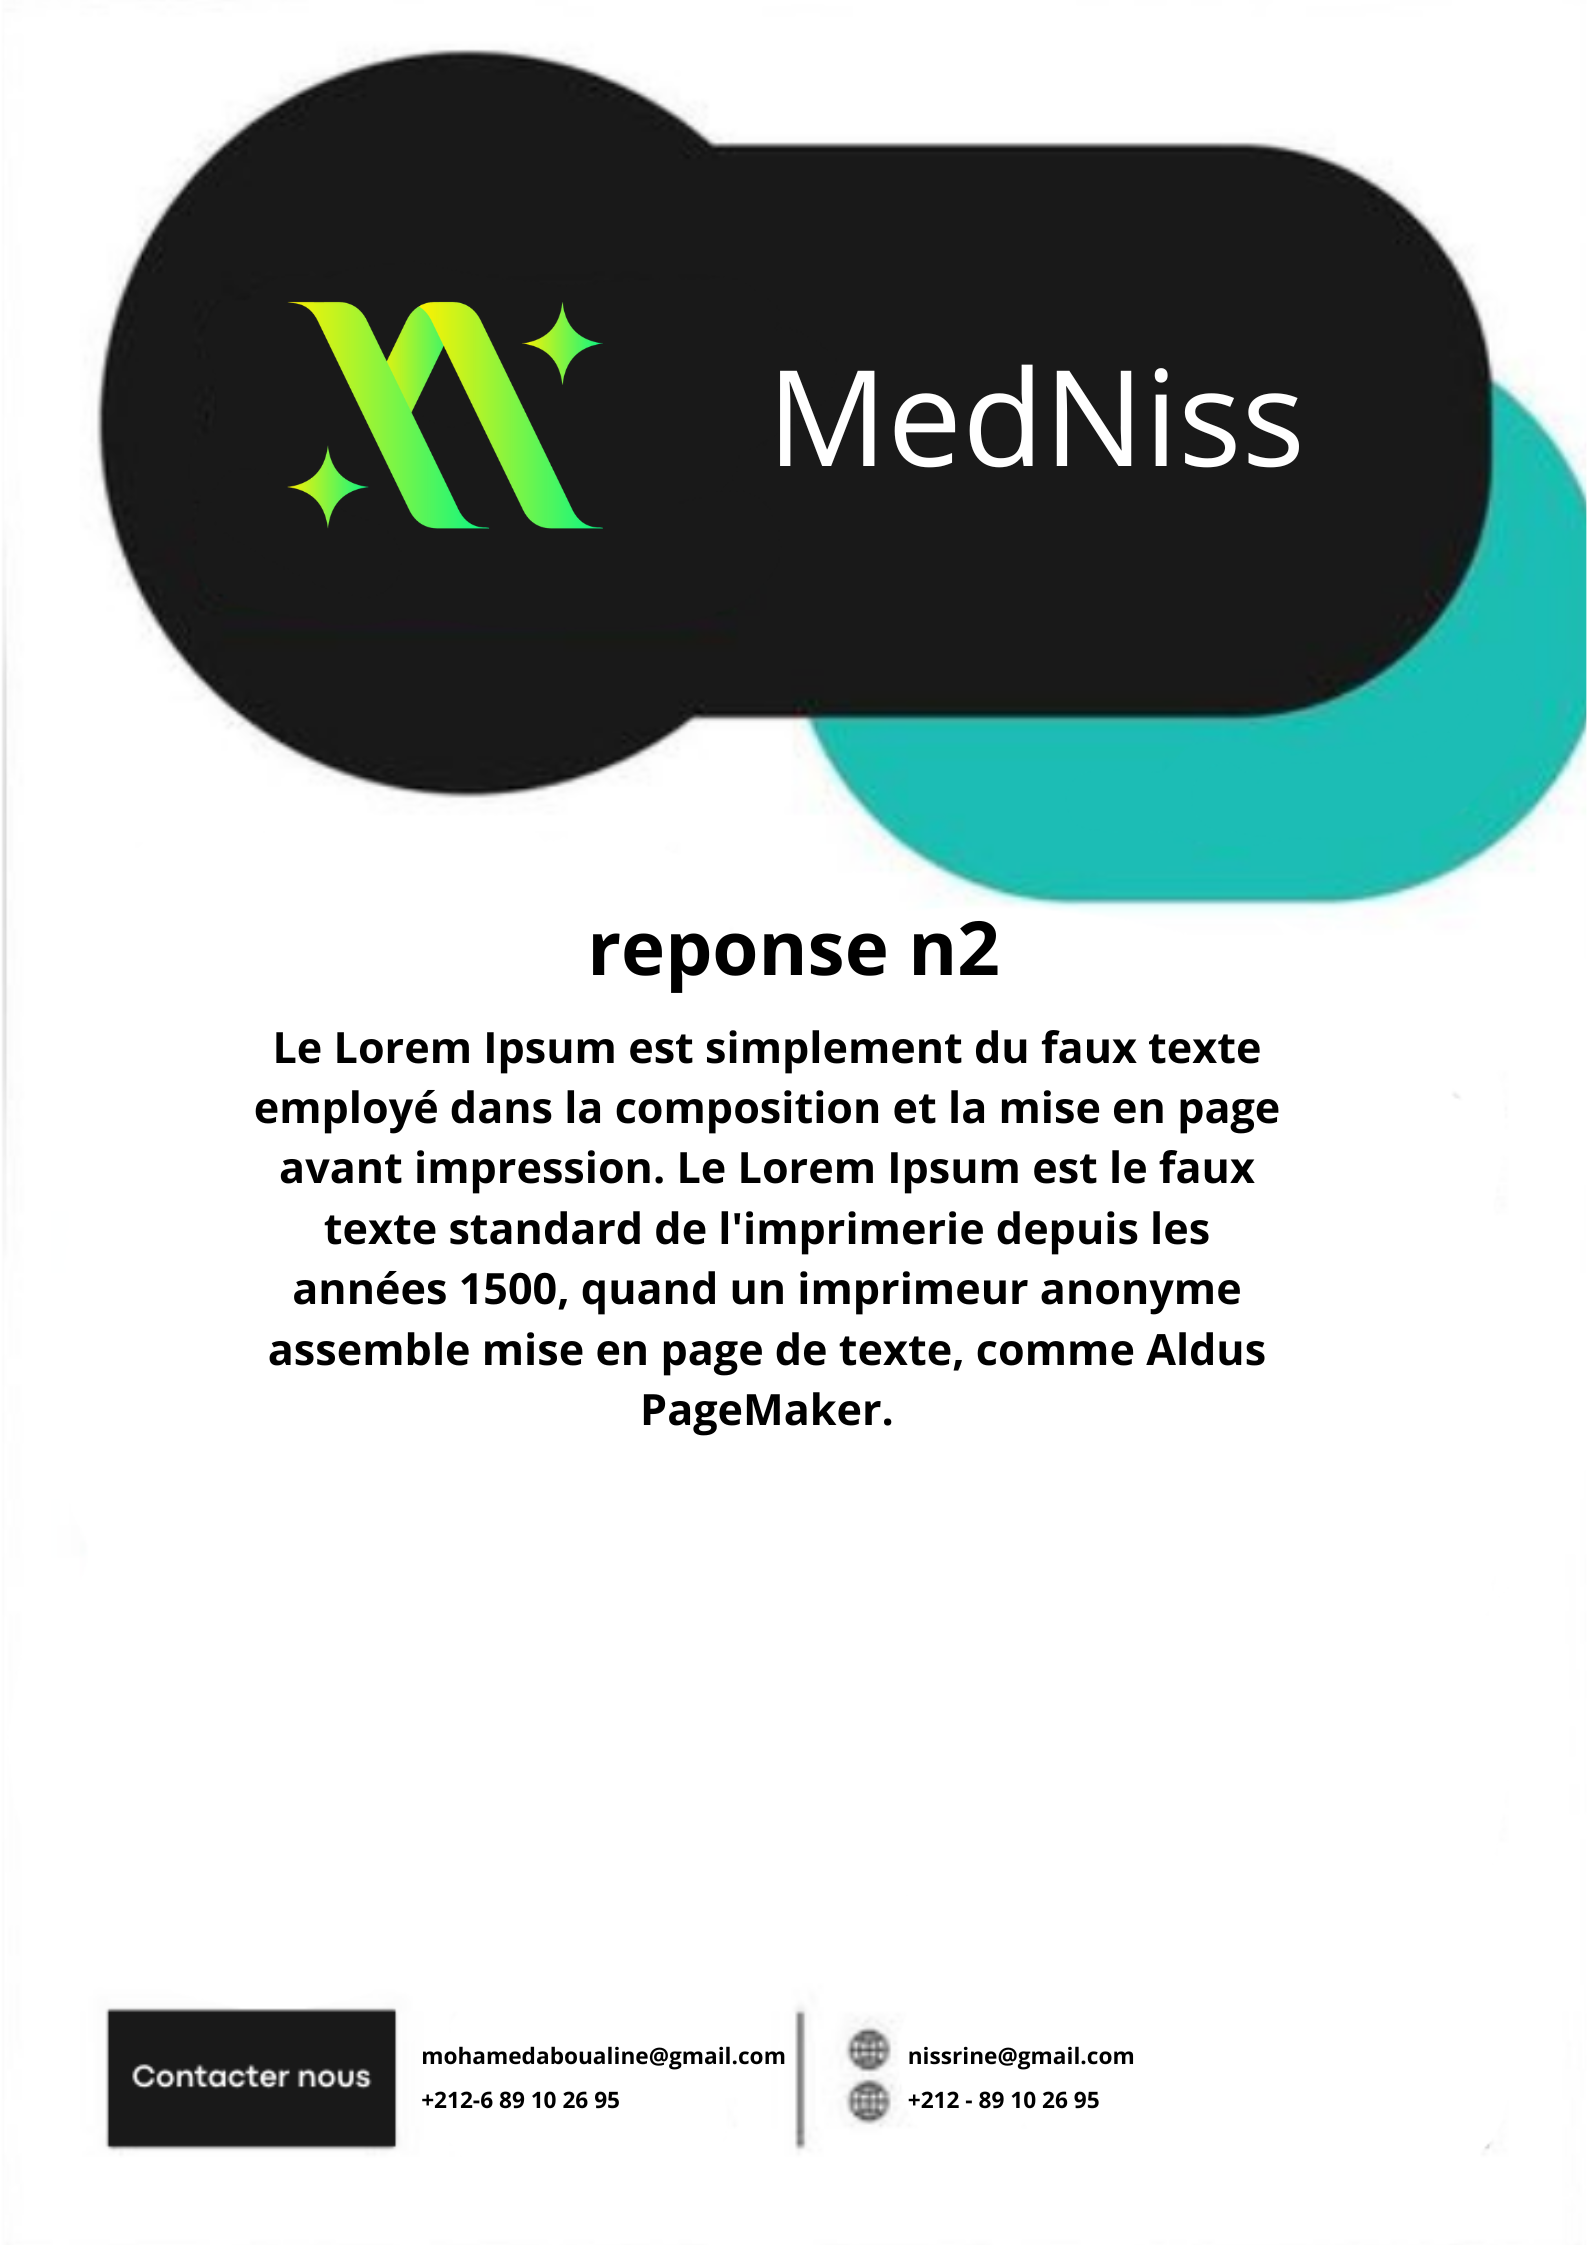 MedNiss
reponse n2
Le Lorem Ipsum est simplement du faux texte
employé dans la composition et la mise en page
avant impression. Le Lorem Ipsum est le faux
texte standard de l'imprimerie depuis les
années 1500, quand un imprimeur anonyme
assemble mise en page de texte, comme Aldus
PageMaker.
Contacter nous
mohamedaboualine@gmail.com
+212-6 89 10 26 95
nissrine@gmail.com
+212 - 89 10 26 95